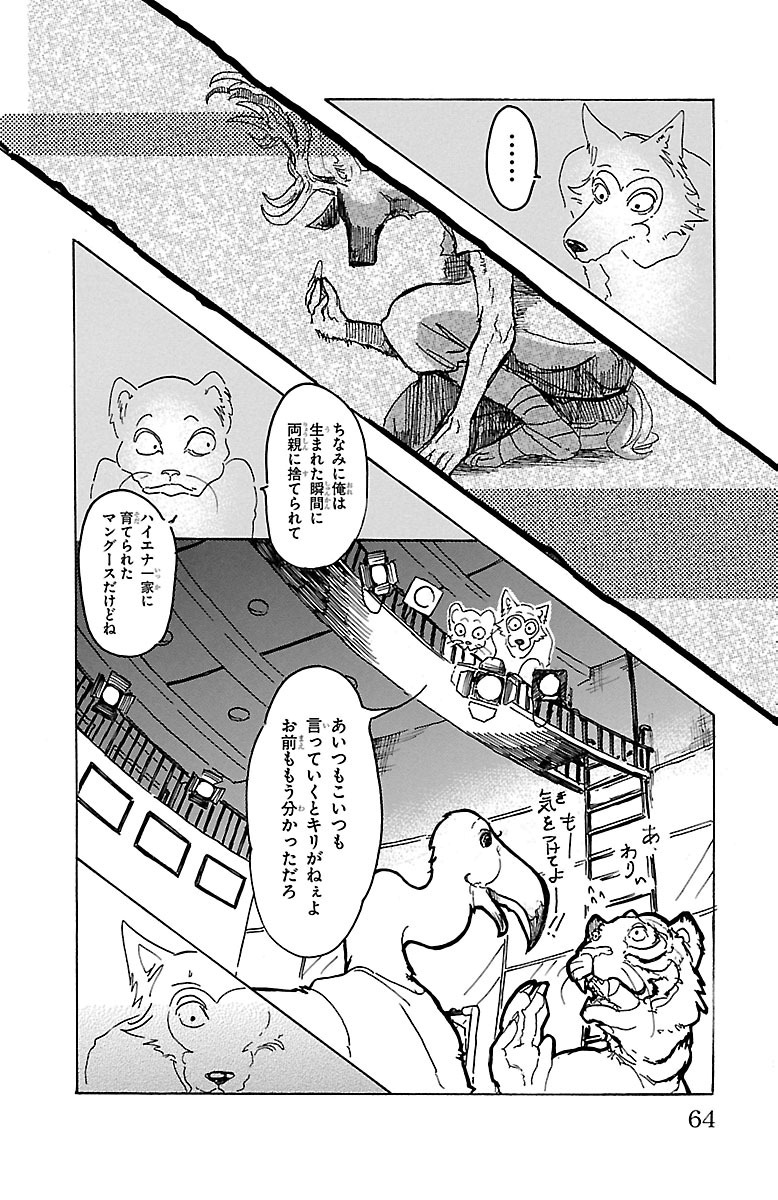 ………
ちなみに俺は
生まれた瞬間に
両親に捨てられて
ハイエナ一家に
育てられた
マングースだけどね
あいつもこいつも
言っていくとキリがねぇよ
お前ももう分かっただろ
あ、
わりぃ
きもー
気をつけてよー!!
64